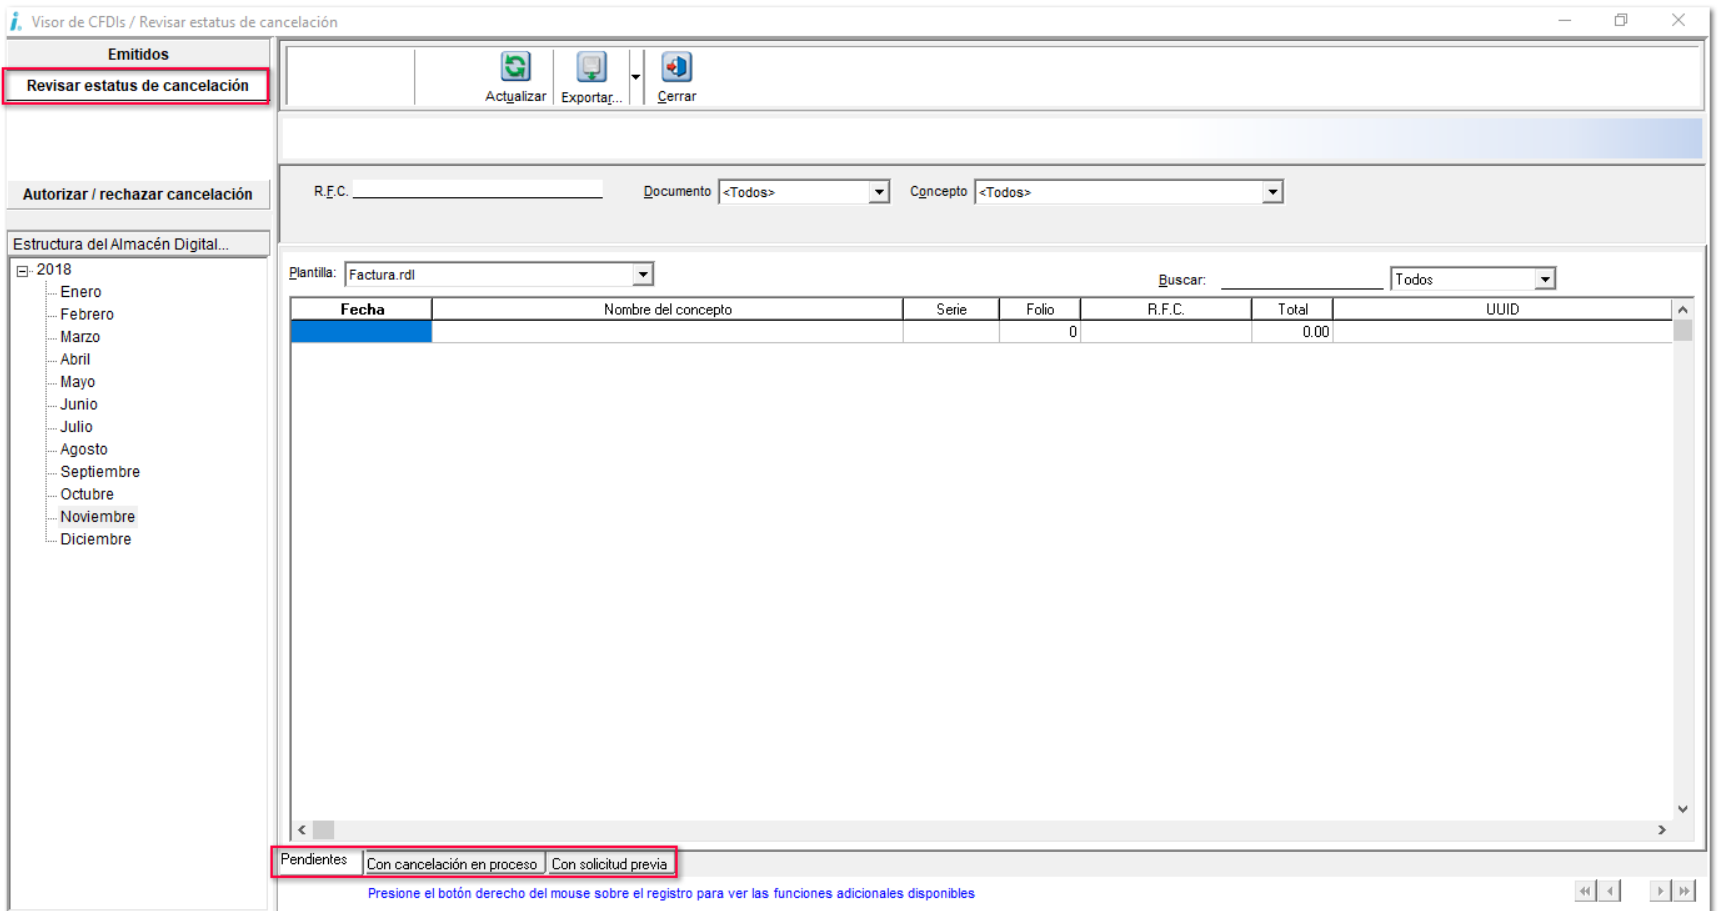 Visor de CFDIs / Revisar estatus de cancelación
Emitidos
Revisar estatus de cancelación
Autorizar / rechazar cancelación
Estructura del Almacén Digital...
2018
Enero
Febrero
Marzo
Abril
Mayo
Junio
Julio
Agosto
Septiembre
Octubre
Noviembre
Diciembre
Actualizar Exportar... Cerrar
R.F.C. Documento <Todos> Concepto <Todos>
Plantilla: Factura.rdl Buscar: Todos
Fecha Nombre del concepto Serie Folio R.F.C. Total UUID
0 0.00
Pendientes Con cancelación en proceso Con solicitud previa
Presione el botón derecho del mouse sobre el registro para ver las funciones adicionales disponibles